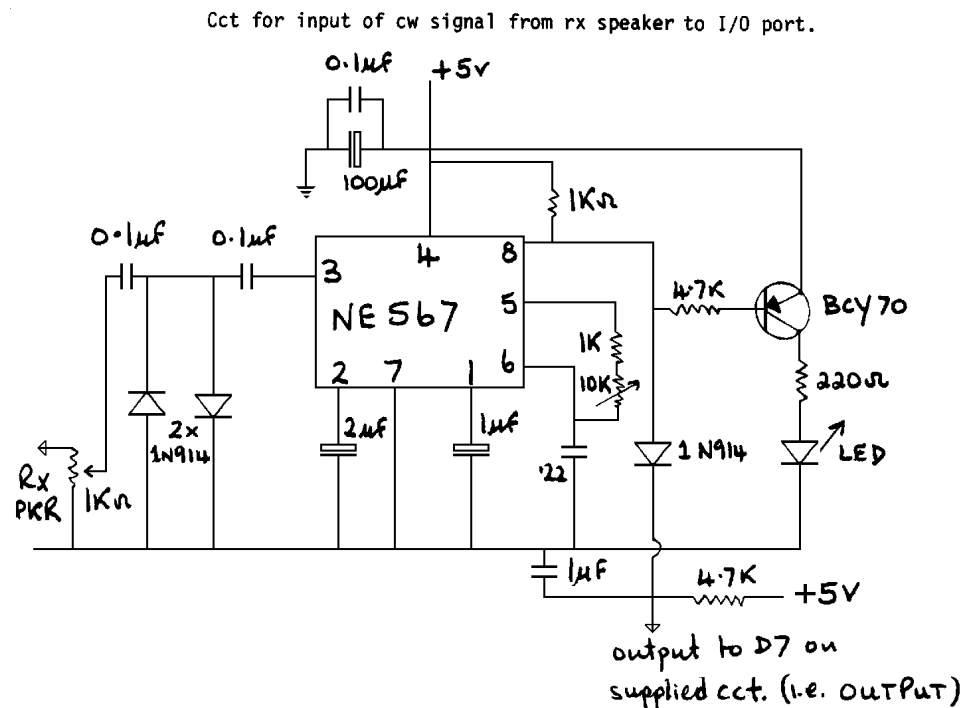 Cct for input of cw signal from rx speaker to I/O port.
0.1µf
+5v
100µf
1KΩ
0.1µf
0.1µf
3
4
8
NE567
5
6
2
7
1
4.7K
BCY70
1K
10K
220Ω
2µf
1µf
2x
1N914
.22
1N914
LED
Rx
PKR
1KΩ
1µF
4.7K
+5V
output to D7 on
supplied cct. (i.e. OUTPUT)